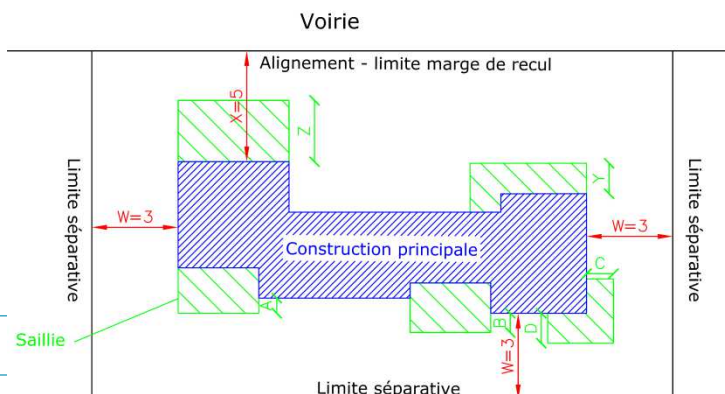 Voirie
Alignement - limite marge de recul
X=5
Z
Y
Limite séparative
Limite séparative
W=3
W=3
Construction principale
C
A
B
D
Saillie
W=3
Limite séparative